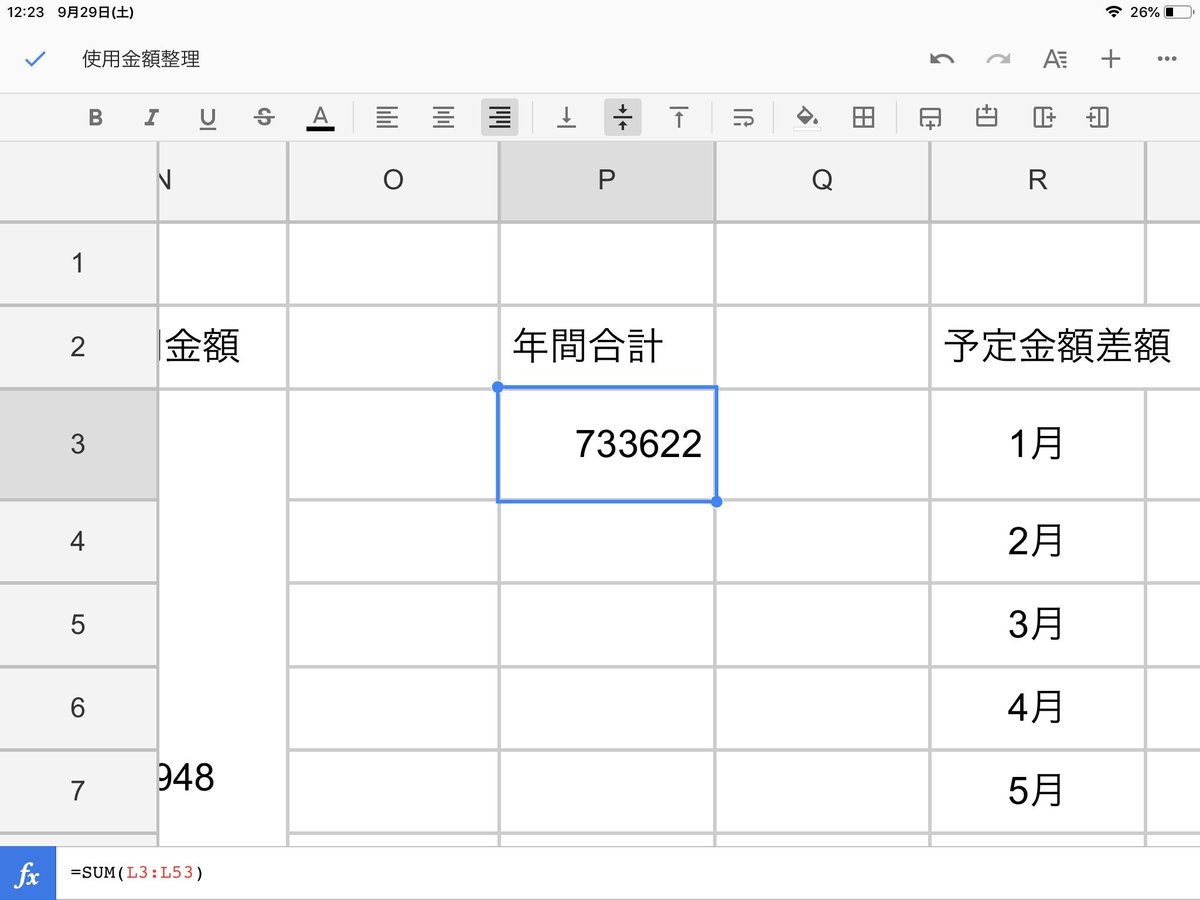 12:23 9月29日(土) 26%
使用金額整理
B I U S A
N O P Q R
1
2 金額 年間合計 予定金額差額
3 733622 1月
4 2月
5 3月
6 4月
7 948 5月
fx =SUM(L3:L53)